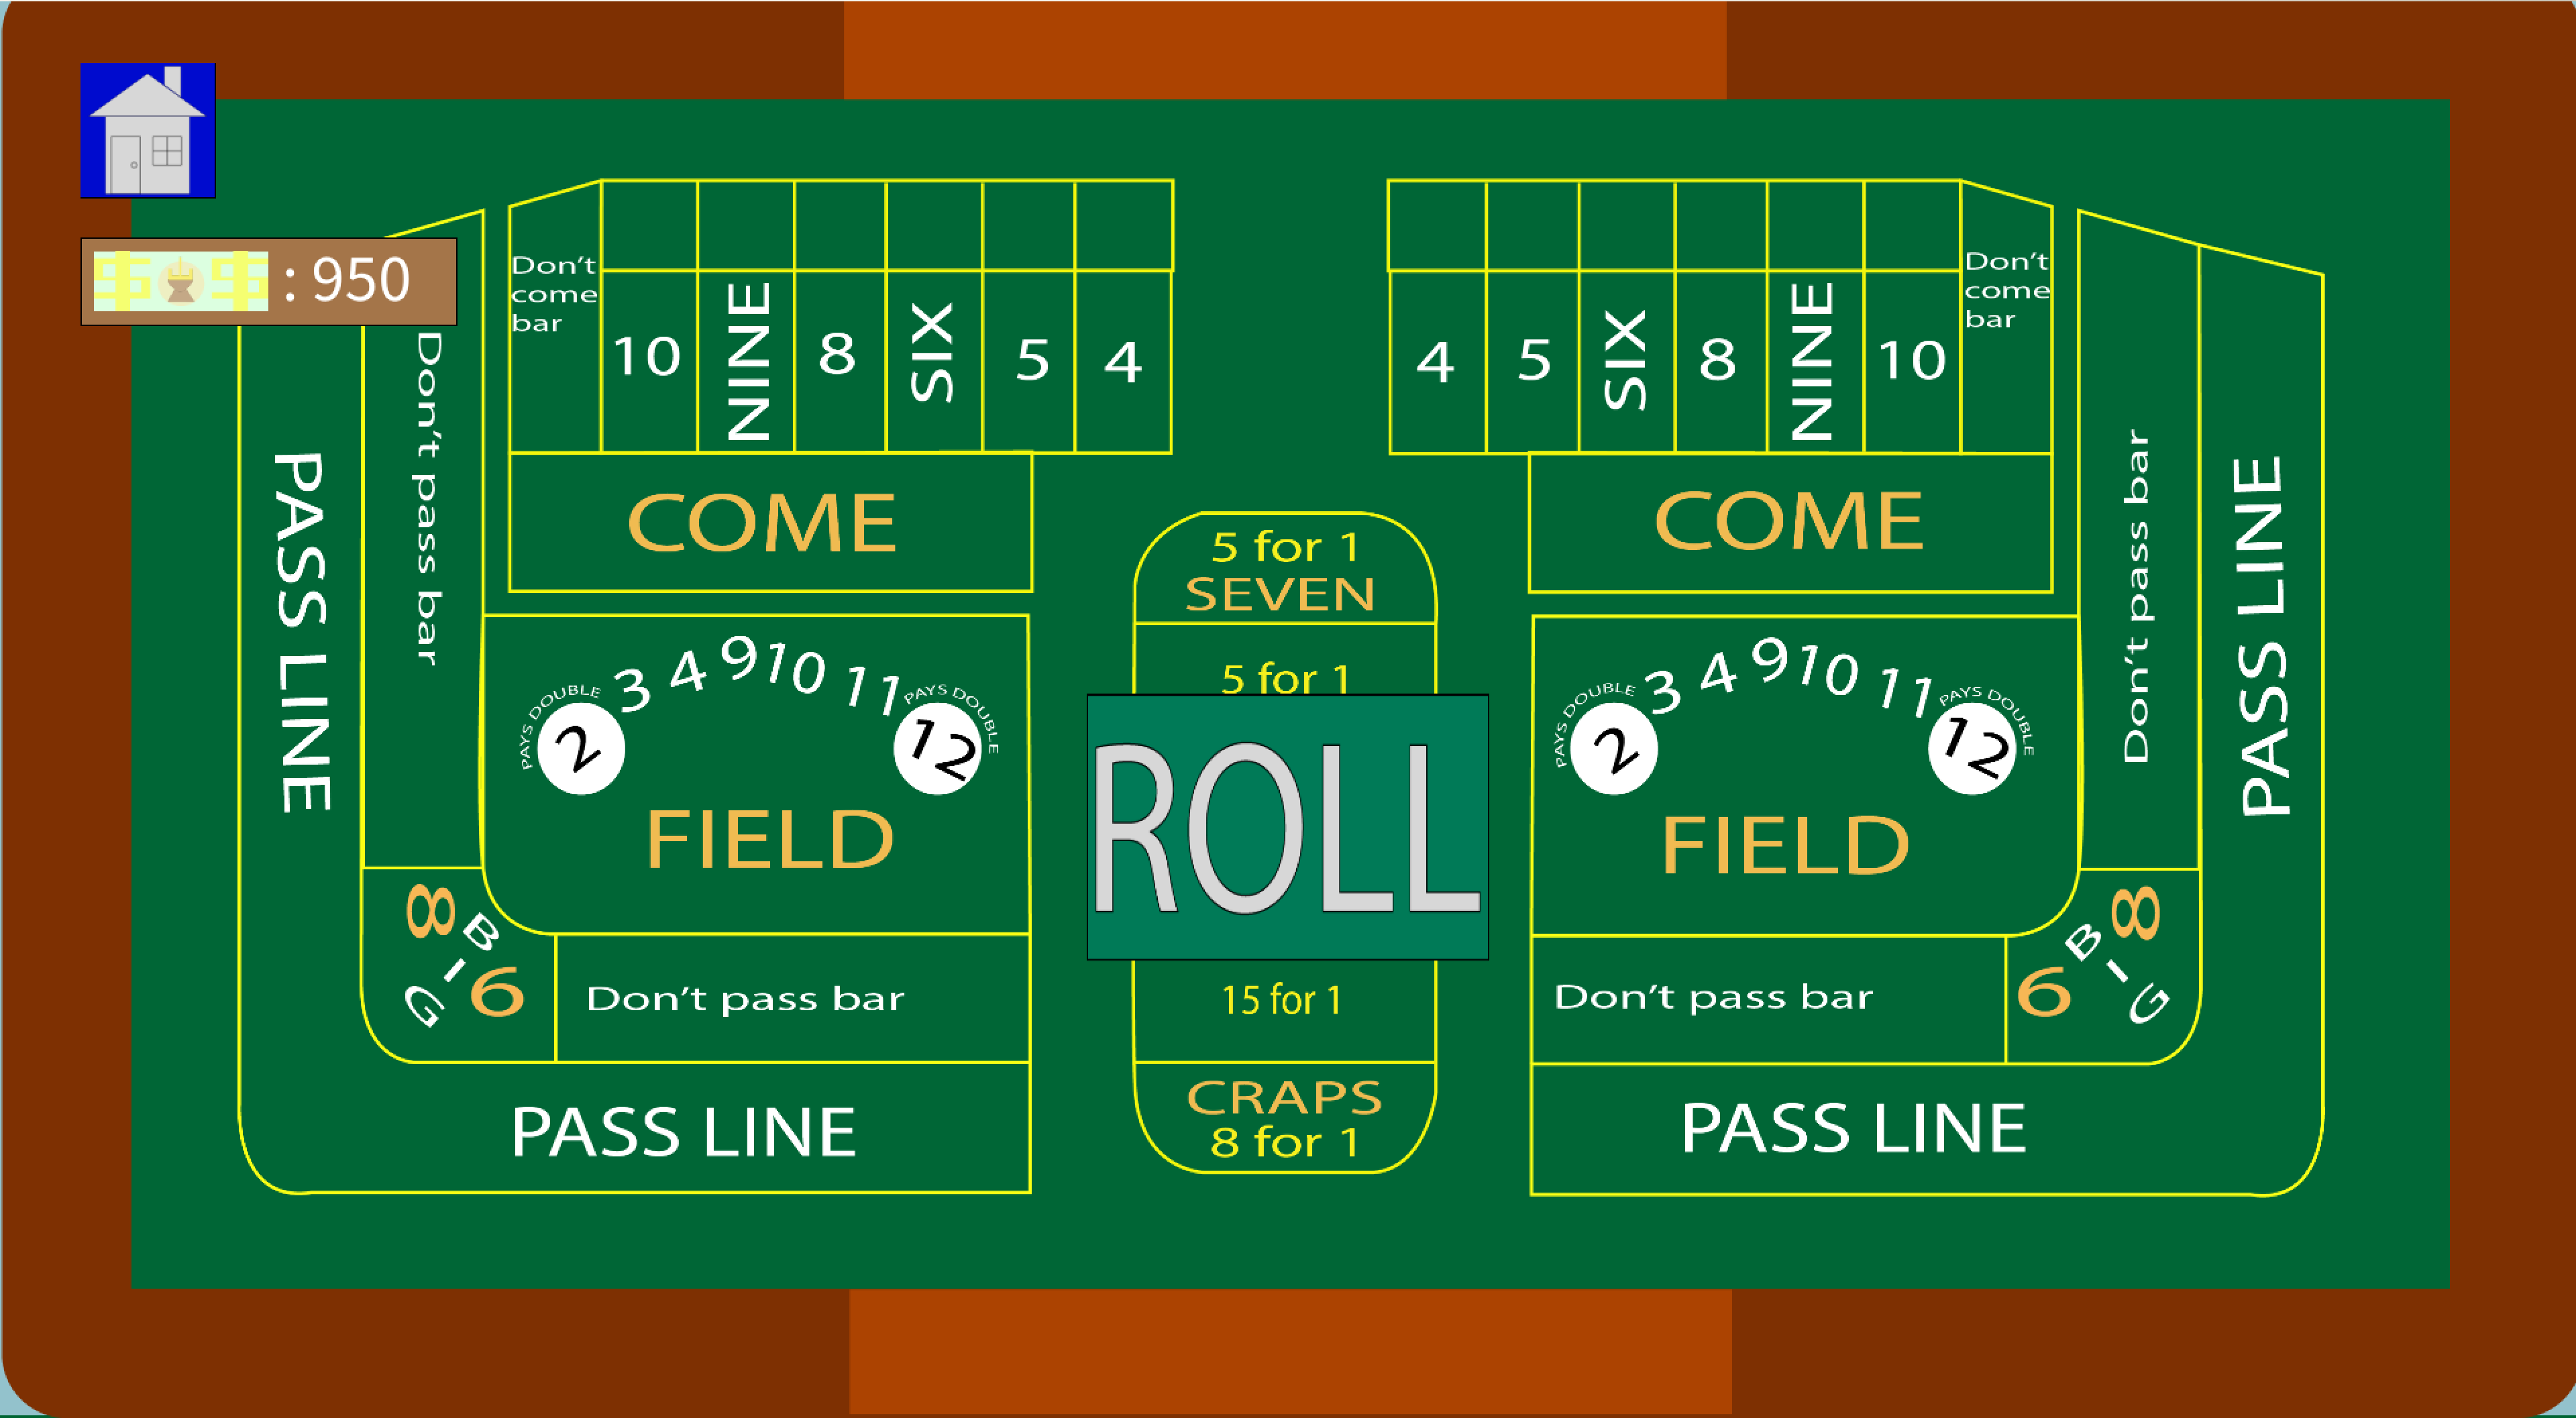 : 950
Don't
come
bar
10
NINE
8
SIX
5
4
4
5
SIX
8
NINE
10
Don't
come
bar
PASS LINE
Don't pass bar
COME
COME
Don't pass bar
PASS LINE
5 for 1
SEVEN
5 for 1
PAYS DOUBLE
2
3 4 9 10 11
PAYS DOUBLE
12
FIELD
ROLL
PAYS DOUBLE
2
3 4 9 10 11
PAYS DOUBLE
12
FIELD
BIG
8
6
Don't pass bar
15 for 1
Don't pass bar
BIG
6
8
PASS LINE
CRAPS
8 for 1
PASS LINE